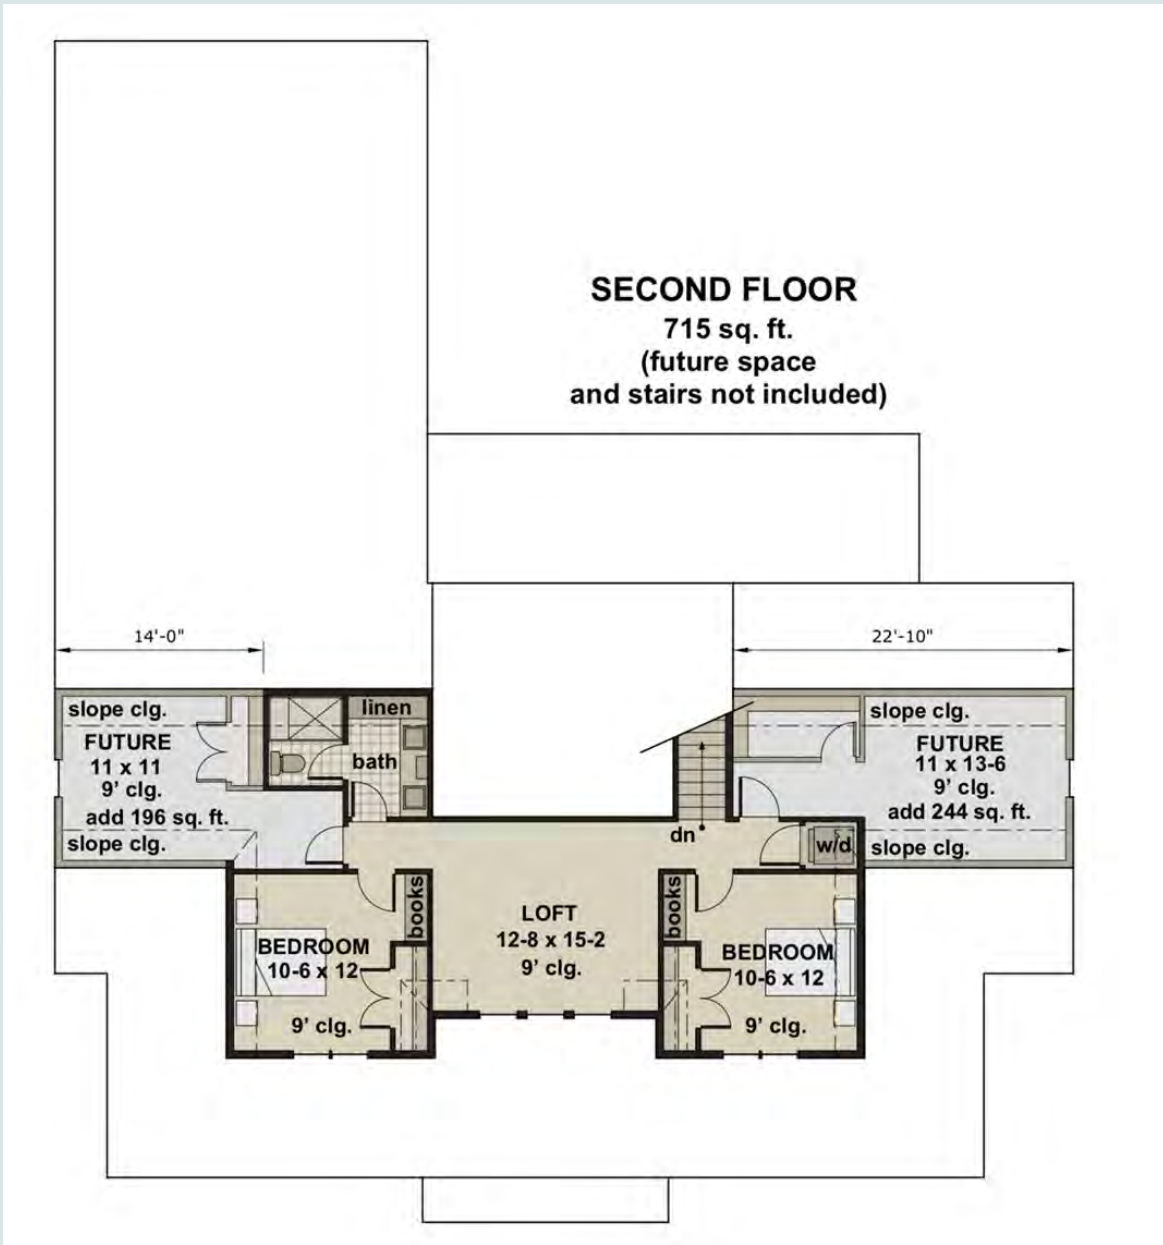 SECOND FLOOR
715 sq. ft.
(future space
and stairs not included)
14'-0"
22'-10"
slope clg.
FUTURE
11 x 11
9’ clg.
add 196 sq. ft.
slope clg.
linen
bath
slope clg.
FUTURE
11 x 13-6
9’ clg.
add 244 sq. ft.
slope clg.
dn
w/d
books
BEDROOM
10-6 x 12
9’ clg.
LOFT
12-8 x 15-2
9’ clg.
books
BEDROOM
10-6 x 12
9’ clg.